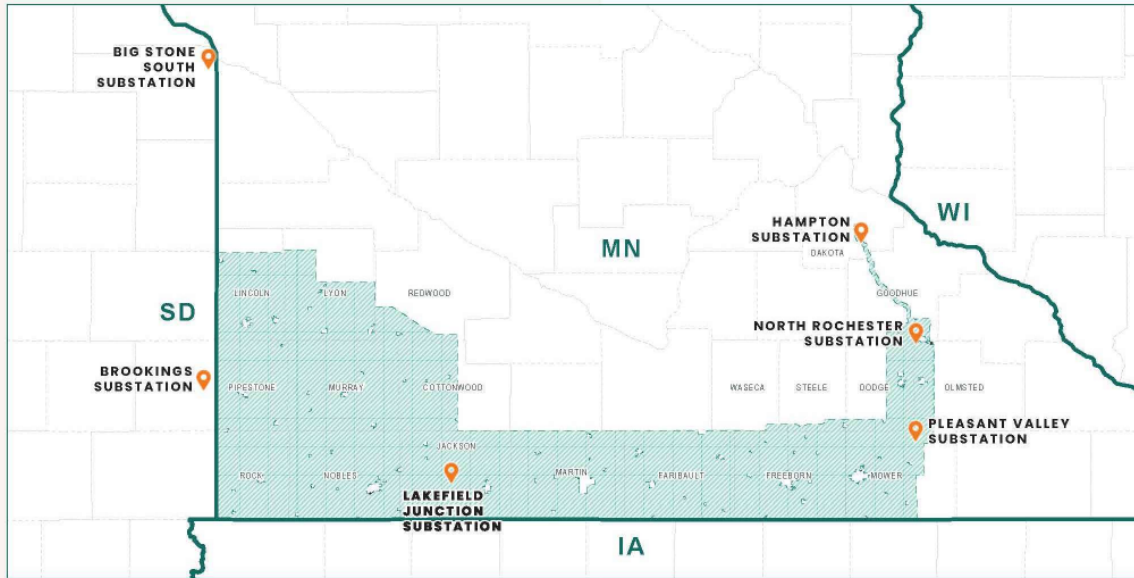 BIG STONE
SOUTH
SUBSTATION
HAMPTON
SUBSTATION
WI
MN
DAKOTA
LINCOLN
LYON
REDWOOD
GOODHUE
SD
NORTH ROCHESTER
SUBSTATION
BROOKINGS
SUBSTATION
PIPESTONE
MURRAY
COTTONWOOD
WASECA
STEELE
DODGE
OLMSTED
PLEASANT VALLEY
SUBSTATION
JACKSON
ROCK
NOBLES
MARTIN
FARIBAULT
FREEBORN
MOWER
LAKEFIELD
JUNCTION
SUBSTATION
IA